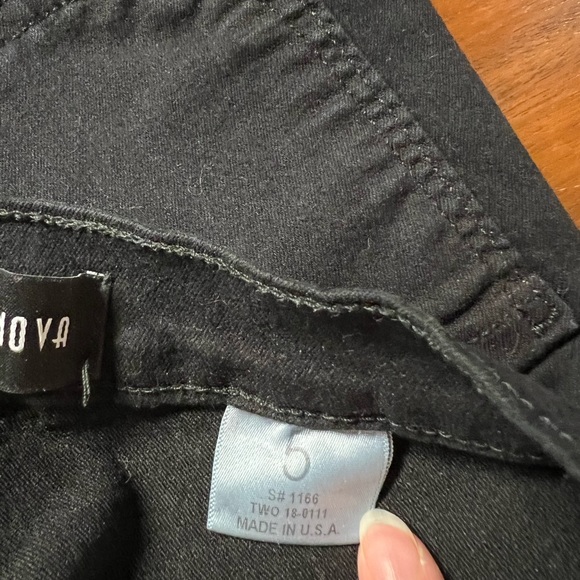 NOVA
5
S# 1166
TWO 18-0111
MADE IN U.S.A.